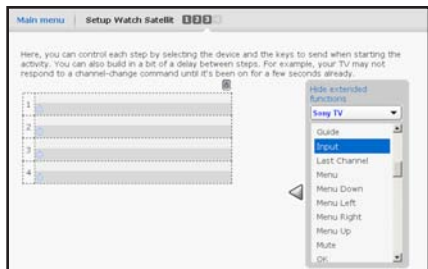 Main menu
Setup Watch Satellit 1 2 3
Here, you can control each step by selecting the device and the keys to send when starting the
activity. You can also build in a bit of a delay between steps. For example, your TV may not
respond to a channel-change command until it's been on for a few seconds already.
1
2
3
4
Hide extended
functions
Sony TV
Guide
Input
Last Channel
Menu
Menu Down
Menu Left
Menu Right
Menu Up
Mute
OK